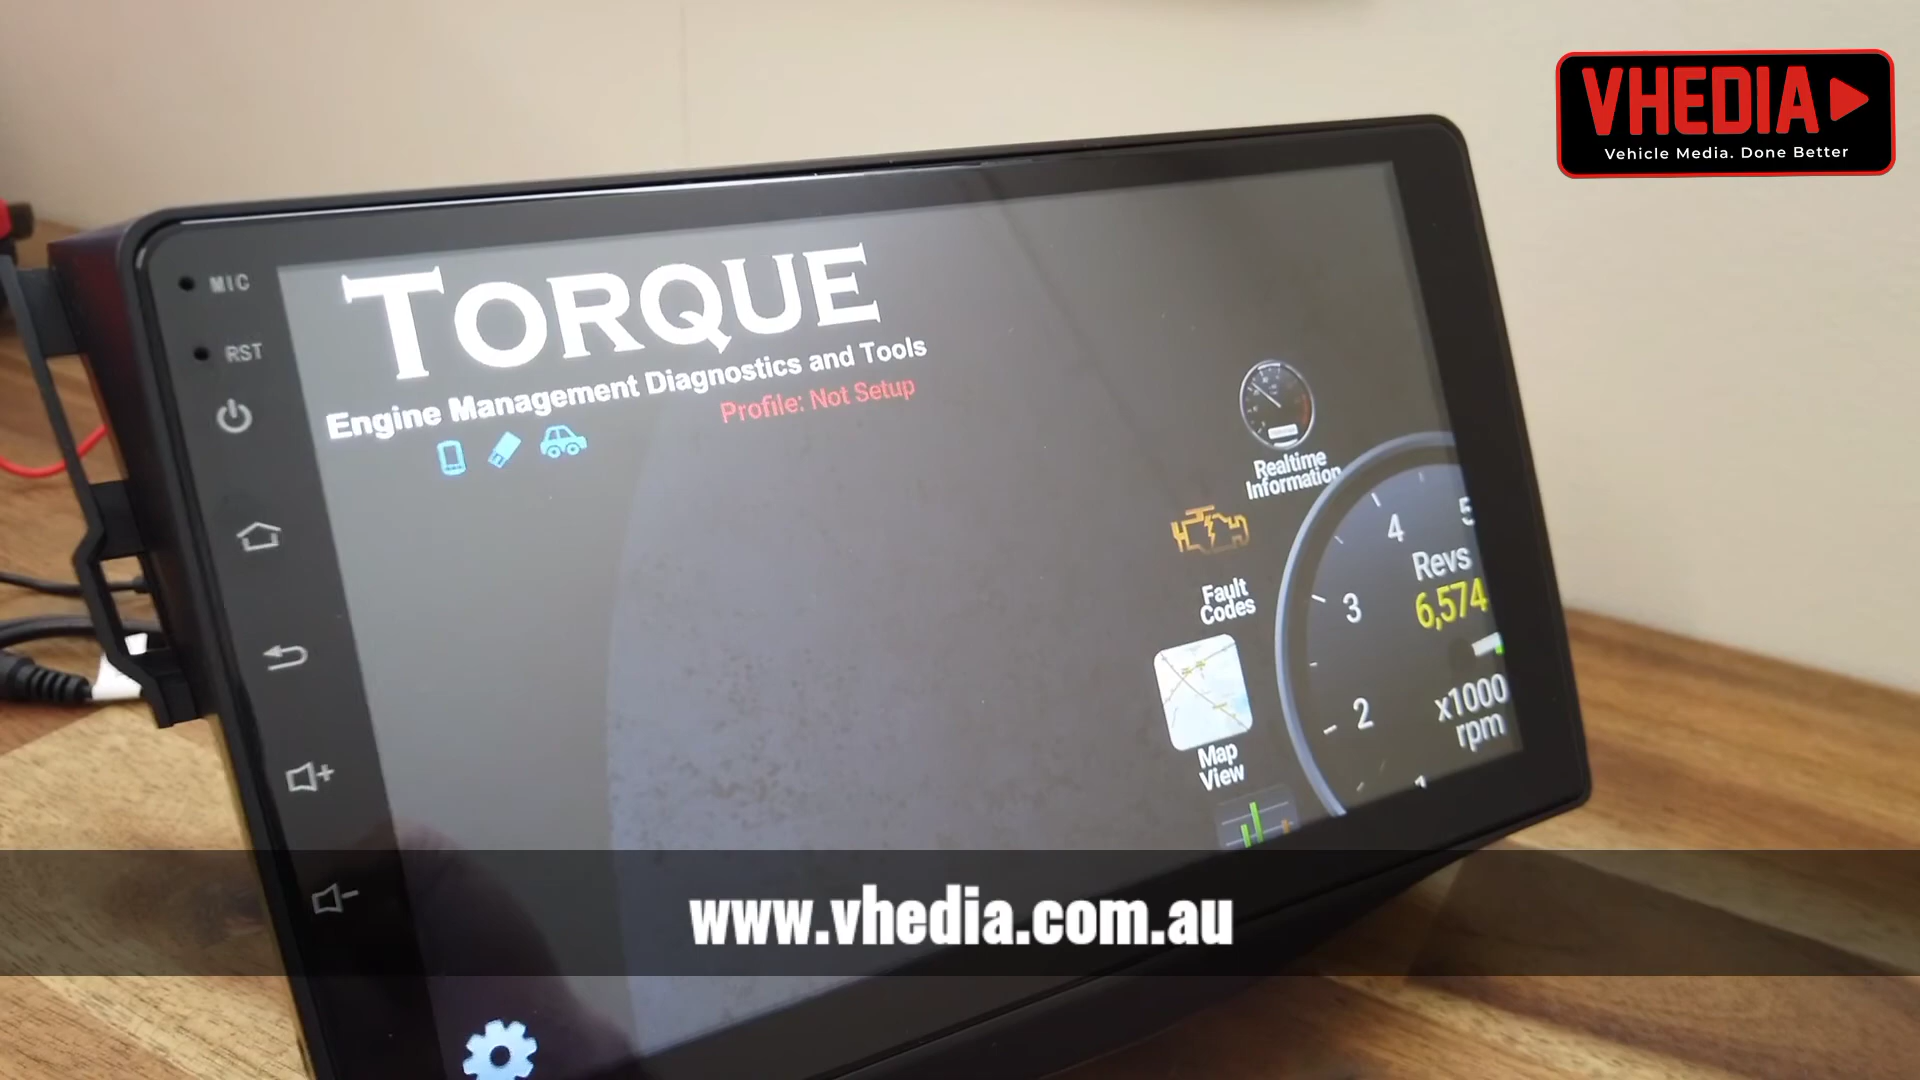 VHEDIA
Vehicle Media. Done Better
MIC
RST
TORQUE
Engine Management Diagnostics and Tools
Profile: Not Setup
Realtime
Information
Fault
Codes
Map
View
5
4
Revs
6,574
3
2
x1000
rpm
1
www.vhedia.com.au